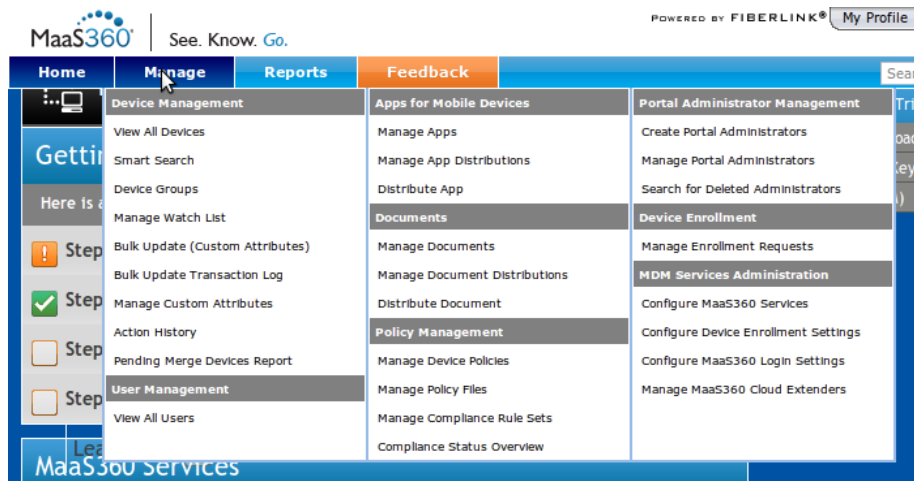 MaaS360
See. Know. Go.
POWERED BY FIBERLINK®
My Profile
Home
Manage
Reports
Feedback
Device Management
View All Devices
Smart Search
Device Groups
Manage Watch List
Bulk Update (Custom Attributes)
Bulk Update Transaction Log
Manage Custom Attributes
Action History
Pending Merge Devices Report
User Management
View All Users
Apps for Mobile Devices
Manage Apps
Manage App Distributions
Distribute App
Documents
Manage Documents
Manage Document Distributions
Distribute Document
Policy Management
Manage Device Policies
Manage Policy Files
Manage Compliance Rule Sets
Compliance Status Overview
Portal Administrator Management
Create Portal Administrators
Manage Portal Administrators
Search for Deleted Administrators
Device Enrollment
Manage Enrollment Requests
MDM Services Administration
Configure MaaS360 Services
Configure Device Enrollment Settings
Configure MaaS360 Login Settings
Manage MaaS360 Cloud Extenders
Here is
Step
Step
Step
Step
MaaS360 Services